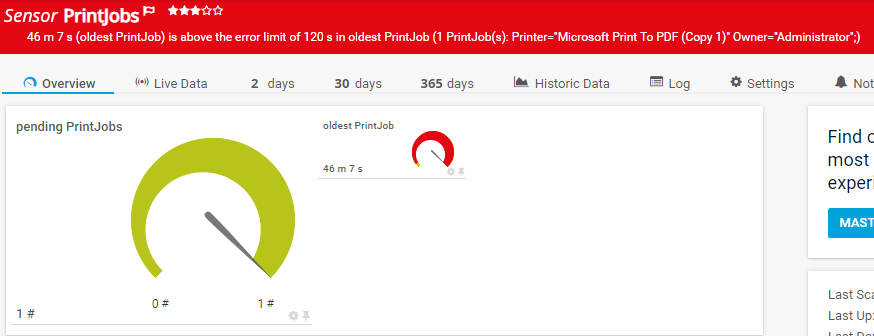 Sensor PrintJobs
46 m 7 s (oldest PrintJob) is above the error limit of 120 s in oldest PrintJob (1 PrintJob(s): Printer="Microsoft Print To PDF (Copy 1)" Owner="Administrator";)
Overview Live Data 2 days 30 days 365 days Historic Data Log Settings Not
pending PrintJobs
0 #
1 #
1 #
oldest PrintJob
46 m 7 s
Find
most
experi
MAST
Last Sca
Last Up: